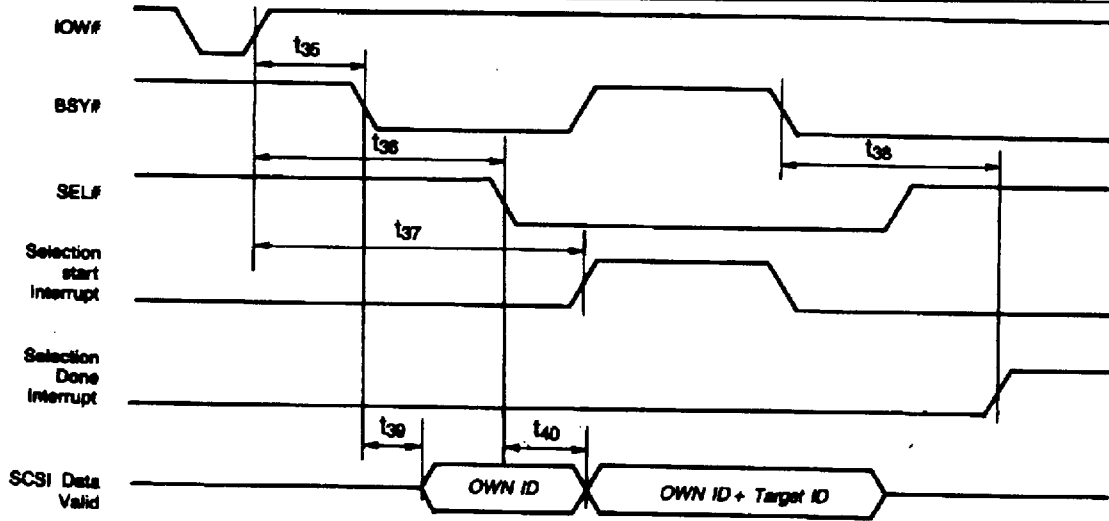 IOW#
t35
BSY#
t36
t38
SEL#
t37
Selection
start
Interrupt
Selection
Done
Interrupt
t39
t40
SCSI Data
Valid
OWN ID
OWN ID + Target ID